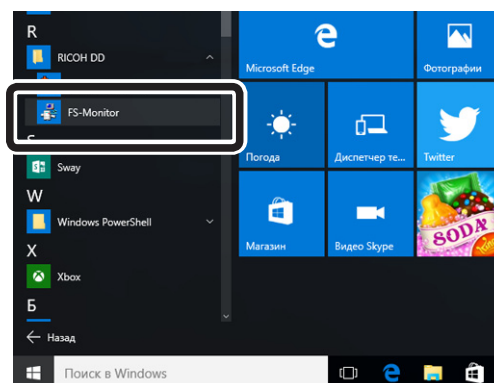 R
RICOH DD
FS-Monitor
Sway
W
Windows PowerShell
X
Xbox
Б
Назад
Поиск в Windows
Microsoft Edge
Фотографии
Погода
Диспетчер те...
Twitter
Магазин
Видео Skype
SODA